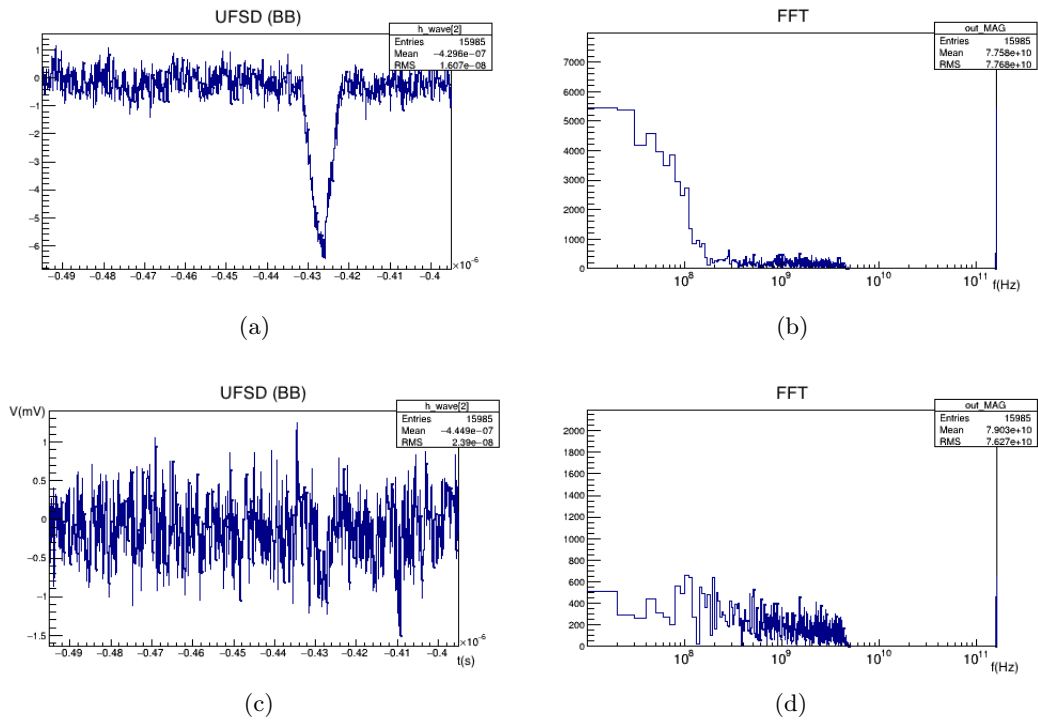 UFSD (BB)
h_wave[2]
Entries 15985
Mean −4.296e−07
RMS 1.607e−08
1
0
−1
−2
−3
−4
−5
−6
−0.49 −0.48 −0.47 −0.46 −0.45 −0.44 −0.43 −0.42 −0.41 −0.4
×10⁻⁶
(a)
FFT
out_MAG
Entries 15985
Mean 7.758e+10
RMS 7.768e+10
7000
6000
5000
4000
3000
2000
1000
0
10⁸ 10⁹ 10¹⁰ 10¹¹
f(Hz)
(b)
UFSD (BB)
V(mV)
h_wave[2]
Entries 15985
Mean −4.449e−07
RMS 2.39e−08
1
0.5
0
−0.5
−1
−1.5
−0.49 −0.48 −0.47 −0.46 −0.45 −0.44 −0.43 −0.42 −0.41 −0.4
×10⁻⁶
t(s)
(c)
FFT
out_MAG
Entries 15985
Mean 7.903e+10
RMS 7.627e+10
2200
2000
1800
1600
1400
1200
1000
800
600
400
200
0
10⁸ 10⁹ 10¹⁰ 10¹¹
f(Hz)
(d)